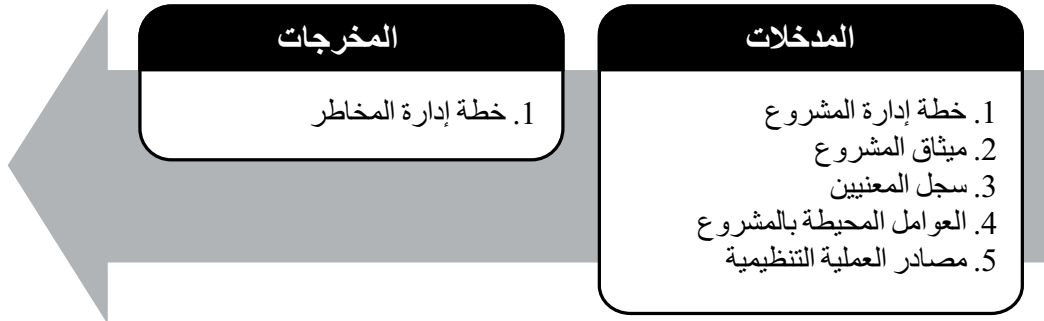 المدخلات
1. خطة إدارة المشروع
2. ميثاق المشروع
3. سجل المعنيين
4. العوامل المحيطة بالمشروع
5. مصادر العملية التنظيمية
المخرجات
1. خطة إدارة المخاطر